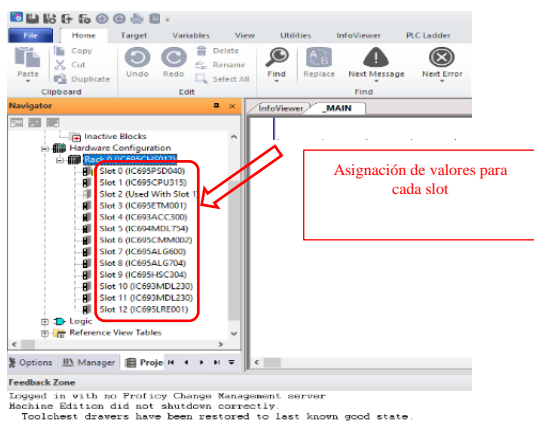 File Home Target Variables View Utilities InfoViewer PLC Ladder
Copy
Cut
Duplicate
Paste
Undo
Redo
Delete
Rename
Select All
Find
Replace
Next Message
Next Error
Clipboard
Edit
Find
Navigator
InfoViewer _MAIN
Inactive Blocks
Hardware Configuration
Rack 0 (IC695CHS012)
Slot 0 (IC695PSD040)
Slot 1 (IC695CPU315)
Slot 2 (Used With Slot 1)
Slot 3 (IC695ETM001)
Slot 4 (IC693ACC300)
Slot 5 (IC694MDL754)
Slot 6 (IC695CMM002)
Slot 7 (IC695ALG600)
Slot 8 (IC695ALG704)
Slot 9 (IC695HSC304)
Slot 10 (IC693MDL230)
Slot 11 (IC693MDL230)
Slot 12 (IC695LRE001)
Logic
Reference View Tables
Asignación de valores para
cada slot
Options Manager Proje
Feedback Zone
Logged in with no Proficy Change Management server
Machine Edition did not shutdown correctly.
Toolchest drawers have been restored to last known good state.